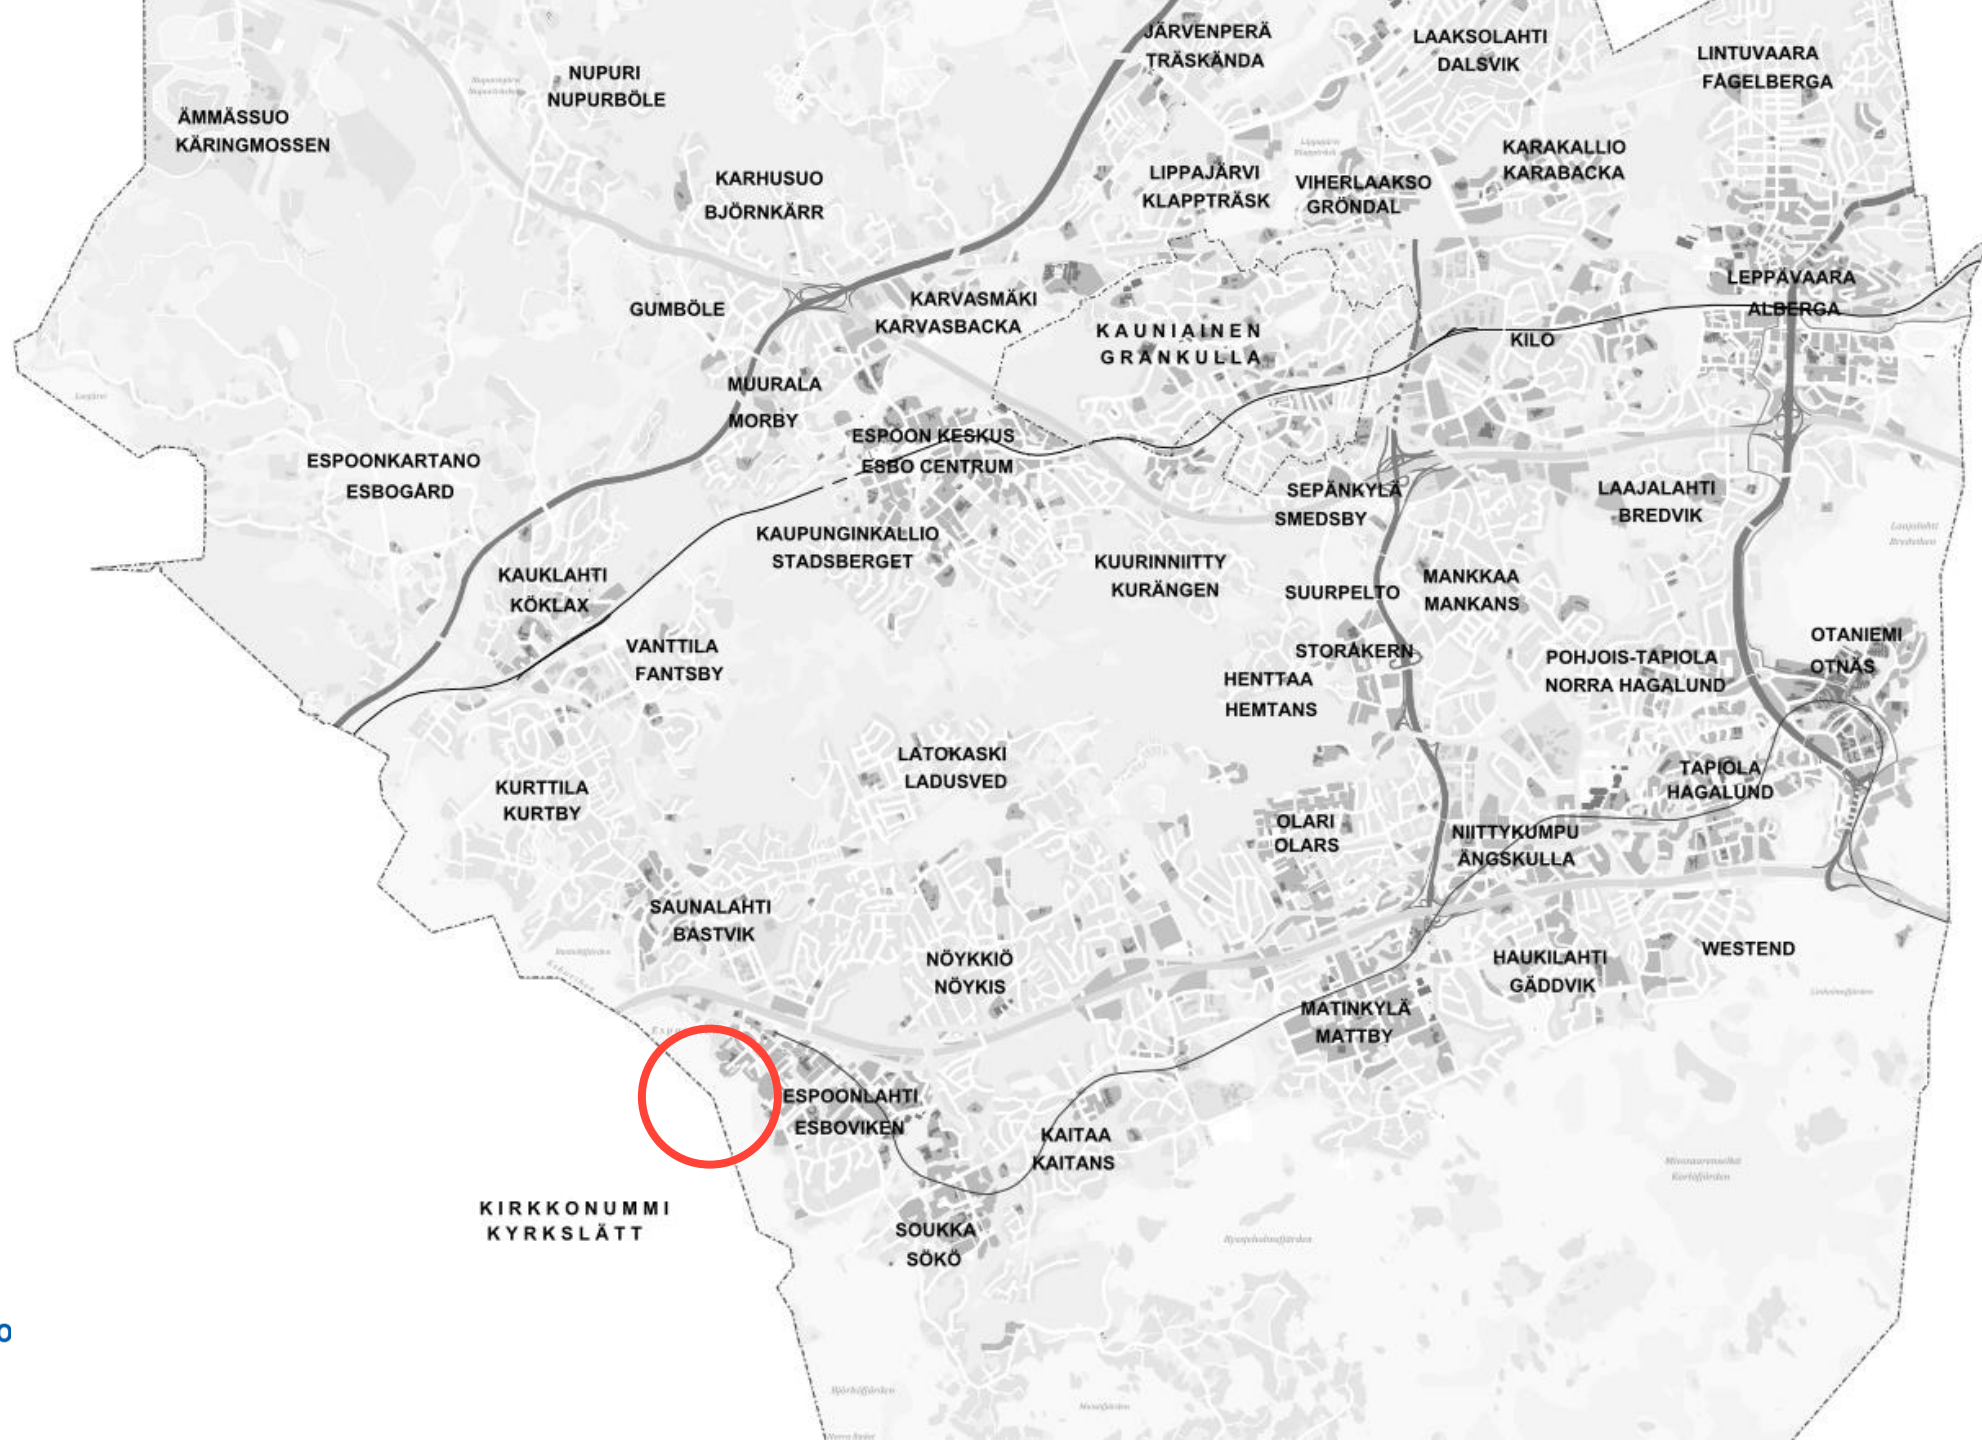 JÄRVENPERÄ
TRÄSKÄNDA
LAAKSOLAHTI
DALSVIK
LINTUVAARA
FÅGELBERGA
NUPURI
NUPURBÖLE
ÄMMÄSSUO
KÄRINGMOSSEN
KARHUSUO
BJÖRNKÄRR
LIPPAJÄRVI
KLAPPTRÄSK
VIHERLAAKSO
GRÖNDAL
KARAKALLIO
KARABACKA
GUMBÖLE
KARVASMÄKI
KARVASBACKA
KAUNIAINEN
GRANKULLA
KILO
LEPPÄVAARA
ALBERGA
MUURALA
MORBY
ESPOON KESKUS
ESBO CENTRUM
ESPOONKARTANO
ESBOGÅRD
SEPÄNKYLÄ
SMEDSBY
LAAJALAHTI
BREDVIK
Laajalahti
Bredviken
KAUPUNGINKALLIO
STADSBERGET
KUURINNIITTY
KURÄNGEN
KAUKLAHTI
KÖKLAX
SUURPELTO
STORÅKERN
MANKKAA
MANKANS
VANTTILA
FANTSBY
HENTTAA
HEMTANS
POHJOIS-TAPIOLA
NORRA HAGALUND
OTANIEMI
OTNÄS
LATOKASKI
LADUSVED
KURTTILA
KURTBY
TAPIOLA
HAGALUND
OLARI
OLARS
NIITTYKUMPU
ÄNGSKULLA
SAUNALAHTI
BASTVIK
NÖYKKIÖ
NÖYKIS
HAUKILAHTI
GÄDDVIK
WESTEND
MATINKYLÄ
MATTBY
ESPOONLAHTI
ESBOVIKEN
KAITAA
KAITANS
KIRKKONUMMI
KYRKSLÄTT
SOUKKA
SÖKÖ